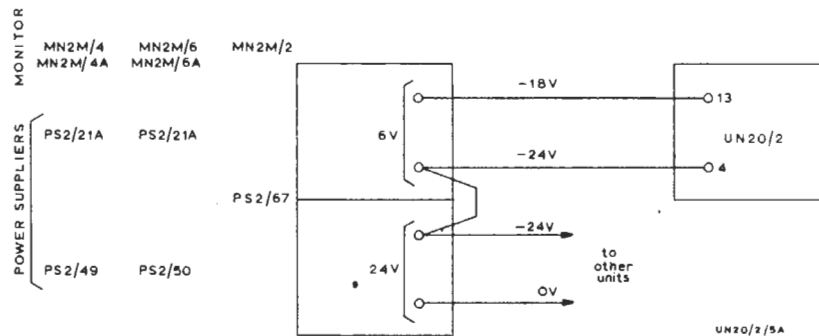 MONITOR
MN2M/4 MN2M/6 MN2M/2
MN2M/4A MN2M/6A
POWER SUPPLIERS
PS2/21A PS2/21A
PS2/67
PS2/49 PS2/50
6V
24V
-18V
-24V
-24V
0V
13
UN20/2
4
to
other
units
UN20/2/5A